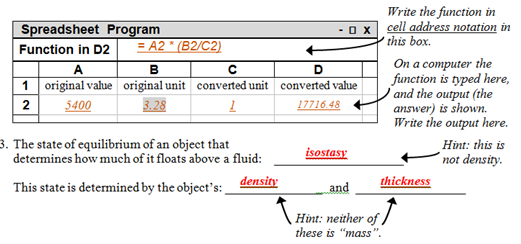 Write the function in
cell address notation in
this box.
Spreadsheet Program - □ x
Function in D2 = A2 * (B2/C2)
On a computer the
function is typed here,
and the output (the
answer) is shown.
Write the output here.
A B C D
1 original value original unit converted unit converted value
2 5400 3.28 1 17716.48
3. The state of equilibrium of an object that
determines how much of it floats above a fluid: isostasy
Hint: this is
not density.
This state is determined by the object's: density and thickness
Hint: neither of
these is "mass".